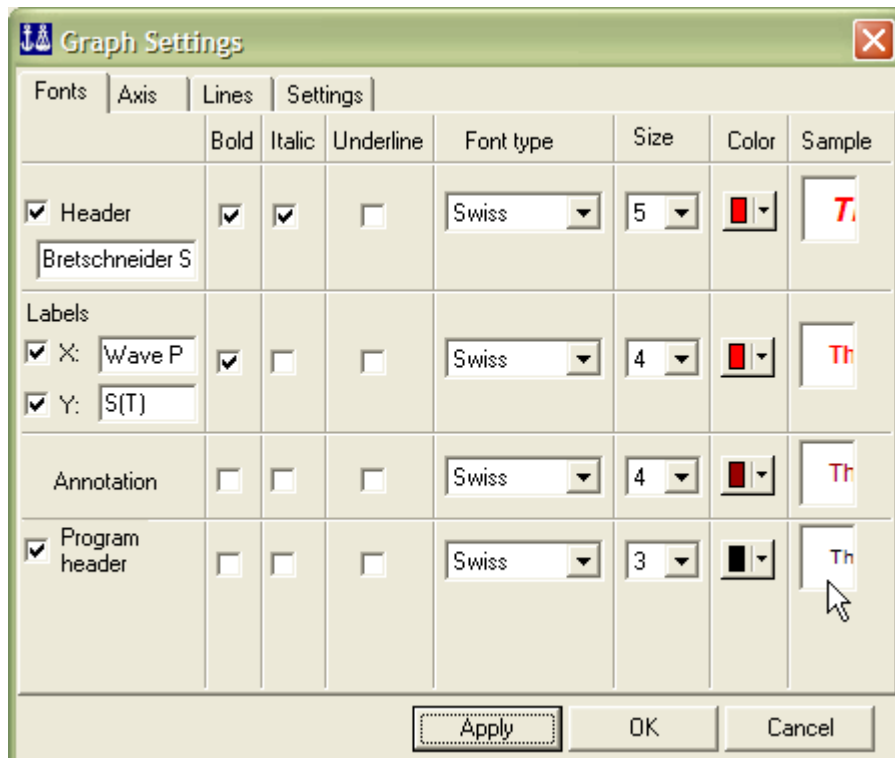 Graph Settings
Fonts Axis Lines Settings
Bold Italic Underline Font type Size Color Sample
Header Swiss 5 Tl
Bretschneider S
Labels
X: Wave P Swiss 4 Th
Y: S(T)
Annotation Swiss 4 Th
Program
header Swiss 3 Th
Apply OK Cancel